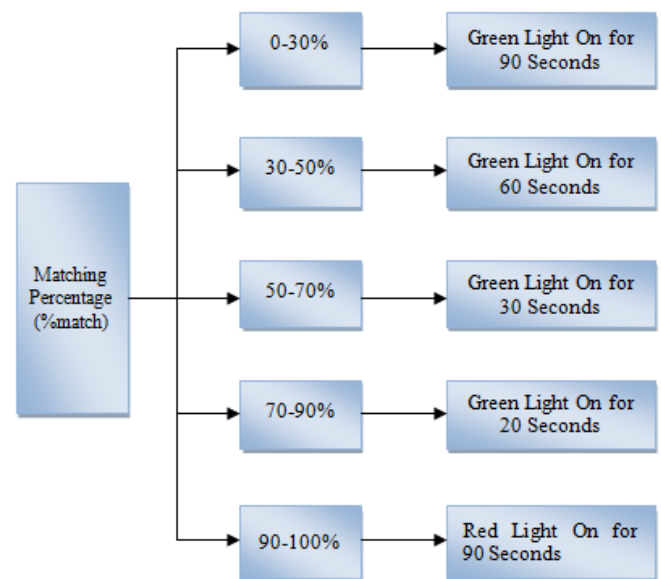 0-30%
Green Light On for
90 Seconds
30-50%
Green Light On for
60 Seconds
Matching
Percentage
(%match)
50-70%
Green Light On for
30 Seconds
70-90%
Green Light On for
20 Seconds
90-100%
Red Light On for
90 Seconds